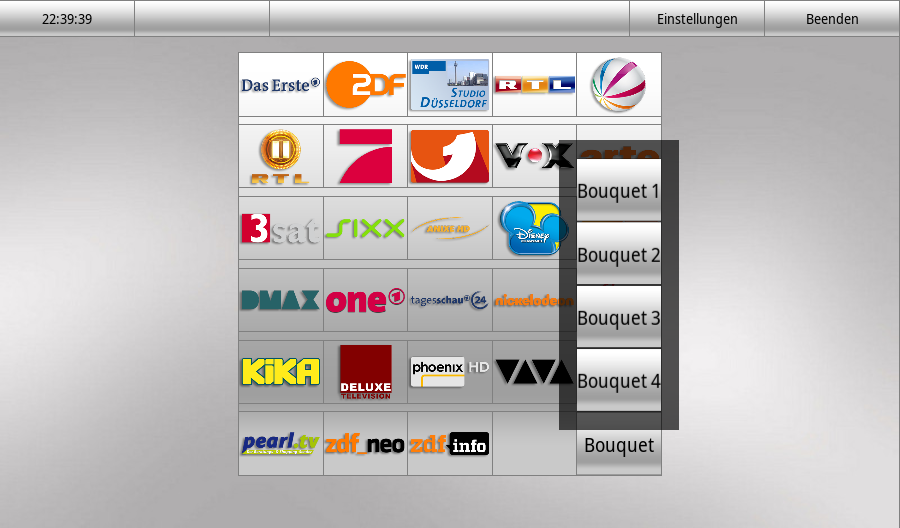 22:39:39
Einstellungen
Beenden
Das Erste
ZDF
WDR
STUDIO
DÜSSELDORF
RTL
RTL
VOX
arte
Bouquet 1
3sat
sixx
Disney
Bouquet 2
DMAX
one
tagesschau 24
nickelodeon
Bouquet 3
KiKA
DELUXE
TELEVISION
phoenix HD
VIVA
Bouquet 4
pearl.tv
zdf_neo
zdf info
Bouquet